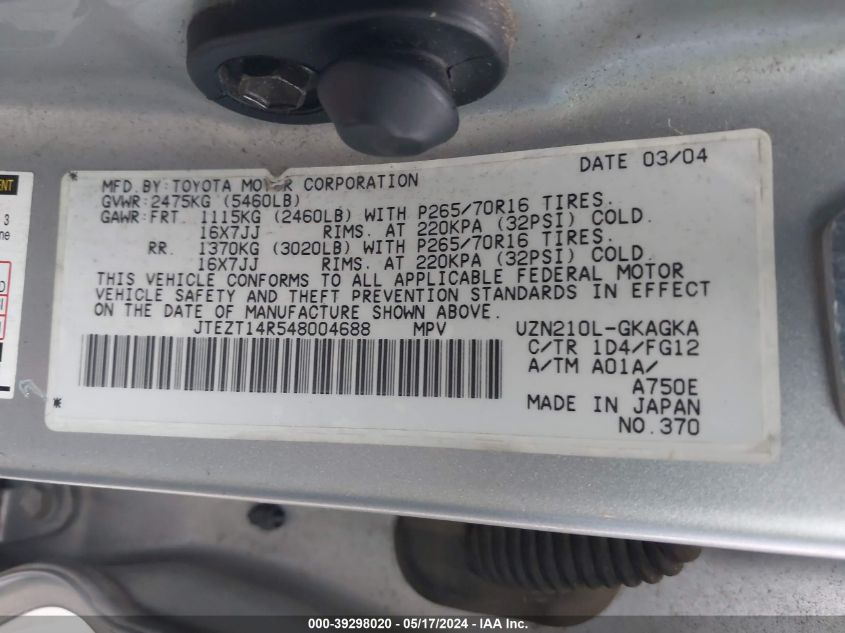 DATE 03/04
MFD.BY:TOYOTA MOTOR CORPORATION
GVWR:2475KG (5460LB)
GAWR:FRT. 1115KG (2460LB) WITH P265/70R16 TIRES.
16X7JJ RIMS. AT 220KPA (32PSI) COLD.
RR. 1370KG (3020LB) WITH P265/70R16 TIRES.
16X7JJ RIMS. AT 220KPA (32PSI) COLD.
THIS VEHICLE CONFORMS TO ALL APPLICABLE FEDERAL MOTOR
VEHICLE SAFETY AND THEFT PREVENTION STANDARDS IN EFFECT
ON THE DATE OF MANUFACTURE SHOWN ABOVE.
JTEZT14R548004688 MPV UZN210L-GKAGKA
C/TR 1D4/FG12
A/TM A01A/
A750E
MADE IN JAPAN
NO.370
* *
ENT
3
ne
000-39298020 - 05/17/2024 - IAA Inc.